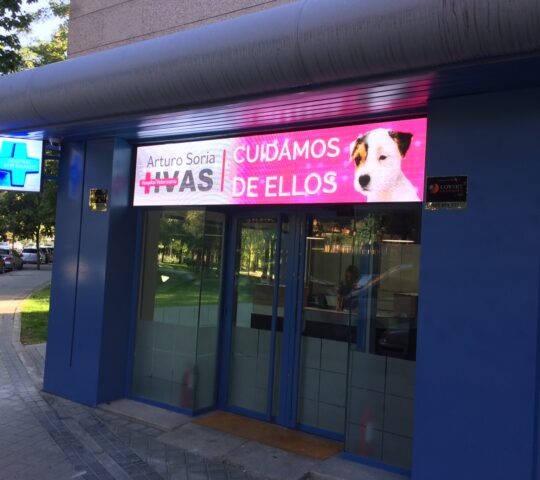 Arturo Soria
HVAS
Hospital Veterinario
CUIDAMOS
DE ELLOS